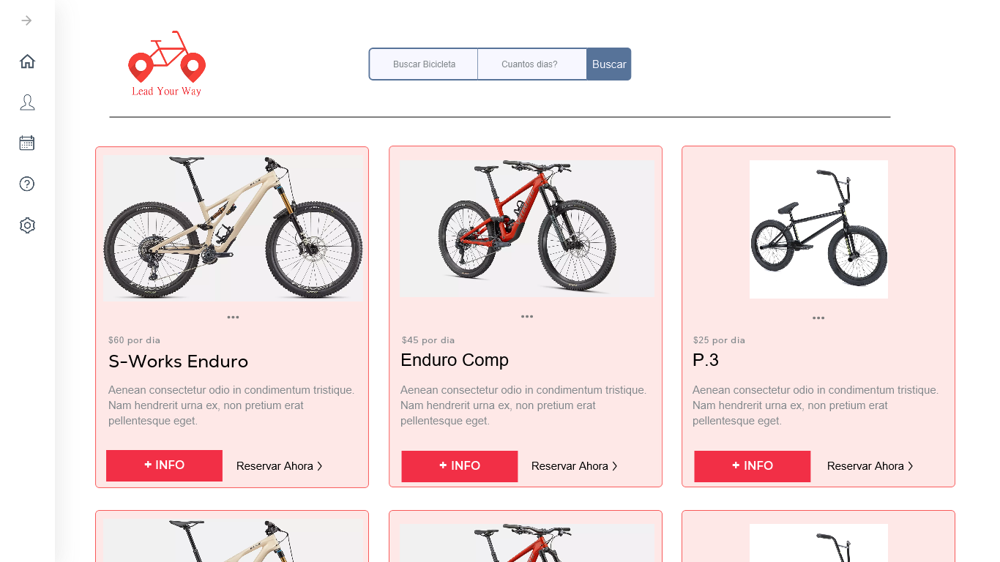 Lead Your Way
Buscar Bicicleta
Cuantos dias?
Buscar
$60 por dia
S-Works Enduro
Aenean consectetur odio in condimentum tristique.
Nam hendrerit urna ex, non pretium erat
pellentesque eget.
+ INFO
Reservar Ahora
$45 por dia
Enduro Comp
Aenean consectetur odio in condimentum tristique.
Nam hendrerit urna ex, non pretium erat
pellentesque eget.
+ INFO
Reservar Ahora
$25 por dia
P.3
Aenean consectetur odio in condimentum tristique.
Nam hendrerit urna ex, non pretium erat
pellentesque eget.
+ INFO
Reservar Ahora